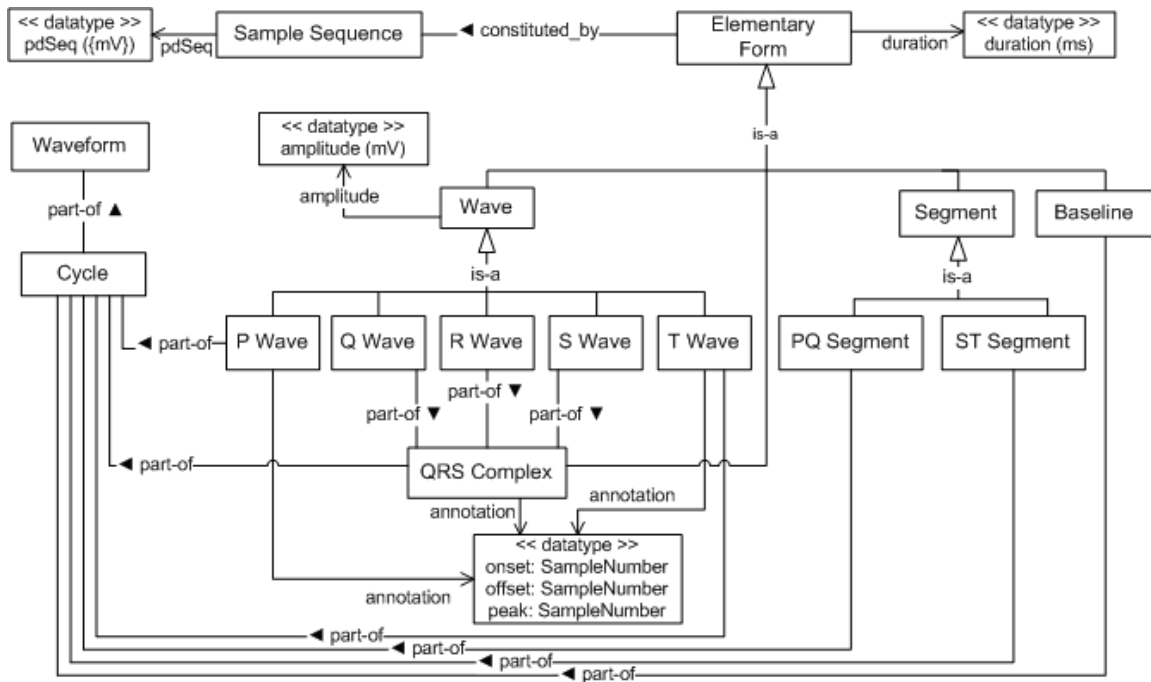 << datatype >>
pdSeq ({mV})
pdSeq
Sample Sequence
◄ constituted_by
Elementary
Form
duration
<< datatype >>
duration (ms)
is-a
Waveform
<< datatype >>
amplitude (mV)
amplitude
Wave
Segment
Baseline
part-of ▲
Cycle
is-a
is-a
◄ part-of
P Wave
Q Wave
R Wave
S Wave
T Wave
PQ Segment
ST Segment
part-of ▼
part-of ▼
part-of ▼
◄ part-of
QRS Complex
annotation
annotation
<< datatype >>
onset: SampleNumber
offset: SampleNumber
peak: SampleNumber
annotation
◄ part-of
◄ part-of
◄ part-of
◄ part-of